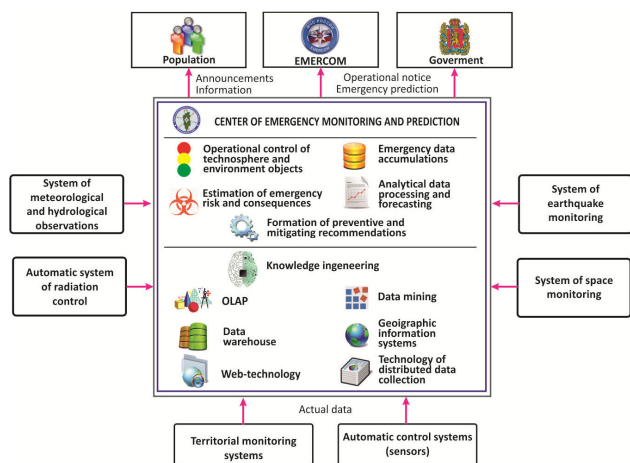 Population
EMERCOM
Goverment
Announcements
Information
Operational notice
Emergency prediction
CENTER OF EMERGENCY MONITORING AND PREDICTION
Operational control of
technosphere and
environment objects
Emergency data
accumulations
Estimation of emergency
risk and consequences
Analytical data
processing and
forecasting
Formation of preventive and
mitigating recommendations
System of
meteorological
and hydrological
observations
System of
earthquake
monitoring
Automatic system
of radiation
control
System of space
monitoring
Knowledge ingeneering
OLAP
Data mining
Data
warehouse
Geoigraphic
information
systems
Web-technology
Technology of
distributed data
collection
Actual data
Territorial monitoring
systems
Automatic control systems
(sensors)